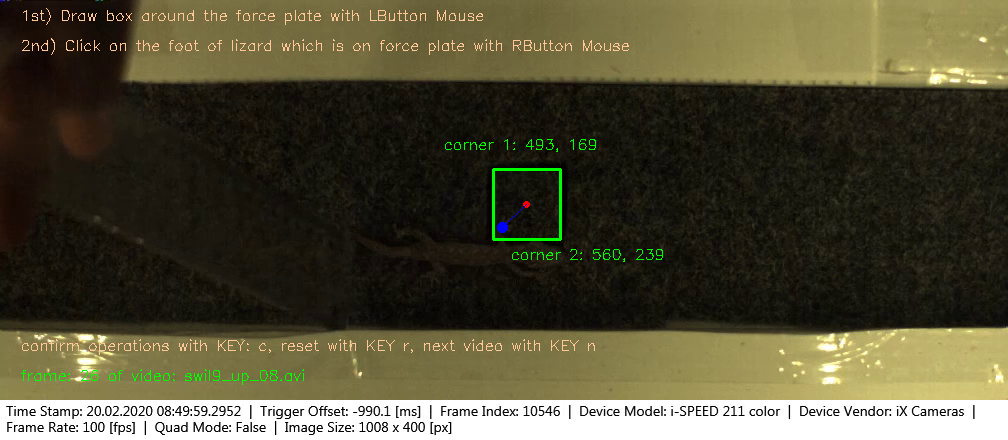 1st) Draw box around the force plate with LButton Mouse
2nd) Click on the foot of lizard which is on force plate with RButton Mouse
corner 1: 493, 169
corner 2: 560, 239
confirm operations with KEY: c, reset with KEY r, next video with KEY n
frame: of video: swil9_up_08.avi
Time Stamp: 20.02.2020 08:49:59.2952 | Trigger Offset: -990.1 [ms] | Frame Index: 10546 | Device Model: i-SPEED 211 color | Device Vendor: iX Cameras |
Frame Rate: 100 [fps] | Quad Mode: False | Image Size: 1008 x 400 [px]